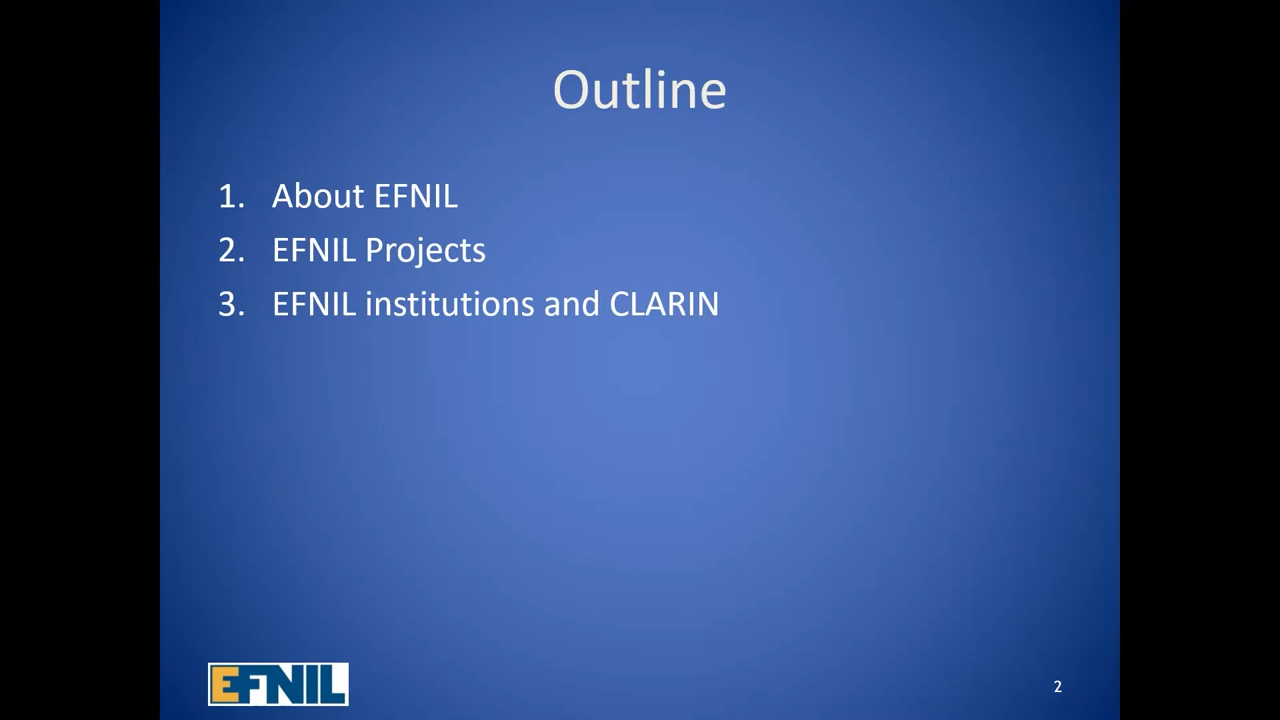 Outline
1. About EFNIL
2. EFNIL Projects
3. EFNIL institutions and CLARIN
EFNIL
2